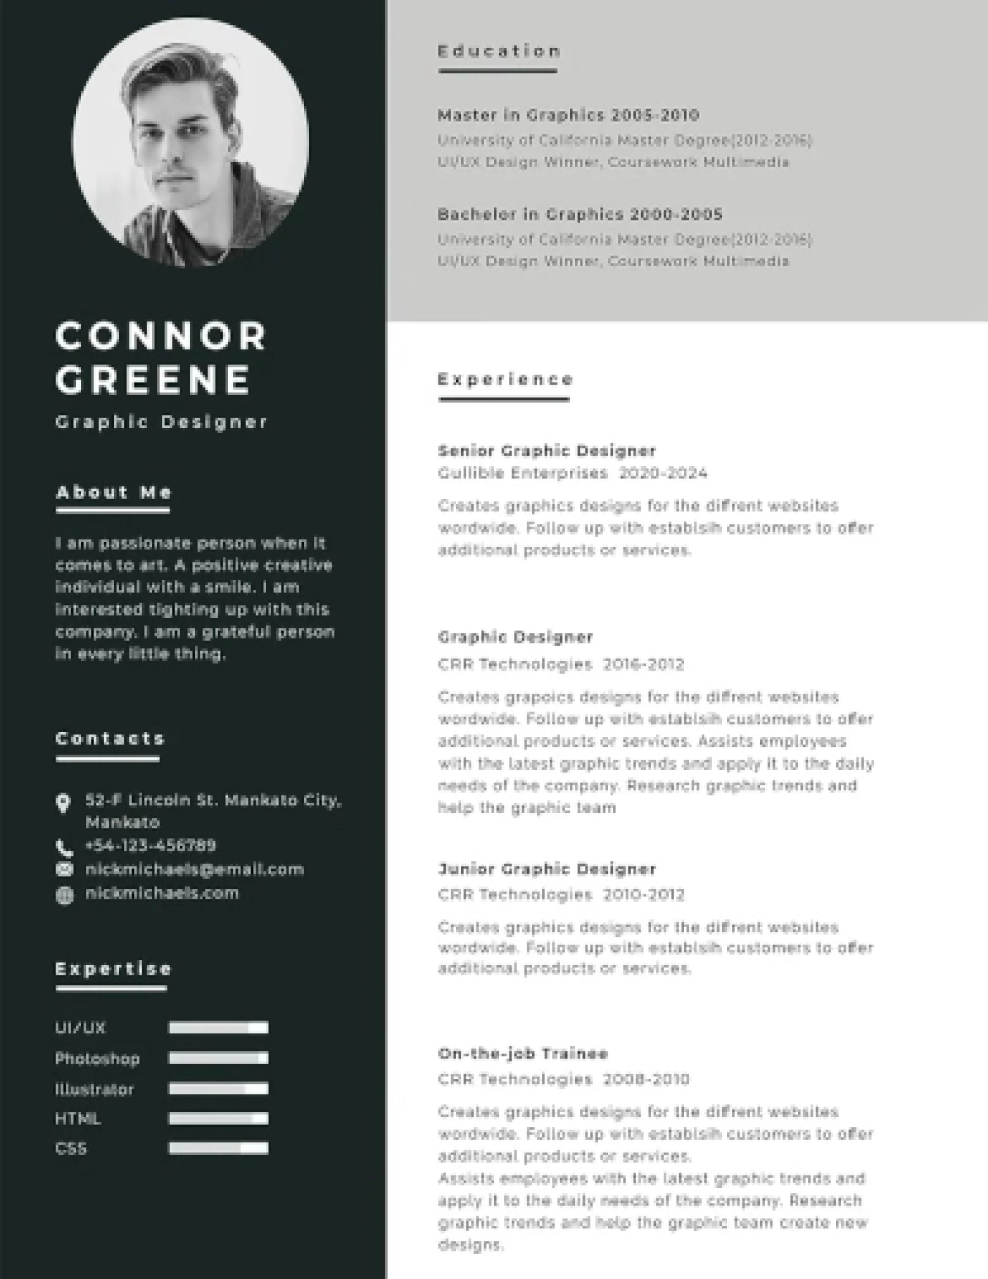 CONNOR
GREENE
Graphic Designer
About Me
I am passionate person when it
comes to art. A positive creative
individual with a smile. I am
interested tighting up with this
company. I am a grateful person
in every little thing.
Contacts
52-F Lincoln St. Mankato City,
Mankato
+54-123-456789
nickmichaels@email.com
nickmichaels.com
Expertise
UI/UX
Photoshop
Illustrator
HTML
CSS
Education
Master in Graphics 2005-2010
University of California Master Degree(2012-2016)
UI/UX Design Winner, Coursework Multimedia
Bachelor in Graphics 2000-2005
University of California Master Degree(2012-2016)
UI/UX Design Winner, Coursework Multimedia
Experience
Senior Graphic Designer
Gullible Enterprises 2020-2024
Creates graphics designs for the diffrent websites
wordwide. Follow up with establsih customers to offer
additional products or services.
Graphic Designer
CRR Technologies 2016-2012
Creates grapoics designs for the diffrent websites
wordwide. Follow up with establsih customers to offer
additional products or services. Assists employees
with the latest graphic trends and apply it to the daily
needs of the company. Research graphic trends and
help the graphic team
Junior Graphic Designer
CRR Technologies 2010-2012
Creates graphics designs for the diffrent websites
wordwide. Follow up with establsih customers to offer
additional products or services.
On-the-job Trainee
CRR Technologies 2008-2010
Creates graphics designs for the diffrent websites
wordwide. Follow up with establsih customers to offer
additional products or services.
Assists employees with the latest graphic trends and
apply it to the daily needs of the company. Research
graphic trends and help the graphic team create new
designs.